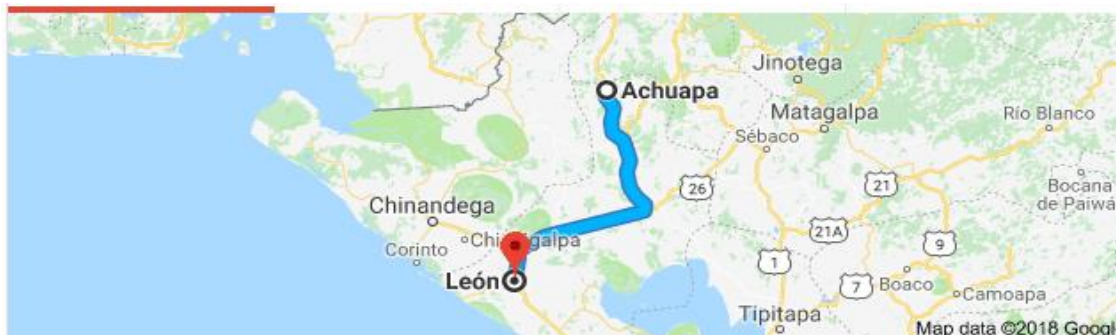 Jinotega
Achuapa
Matagalpa
Río Blanco
Sébaco
26
21
Bocana
de Paiwa
Chinandega
21A
9
Corinto
1
León
7
Boaco
Camoapa
Tipitapa
Map data ©2018 Googl